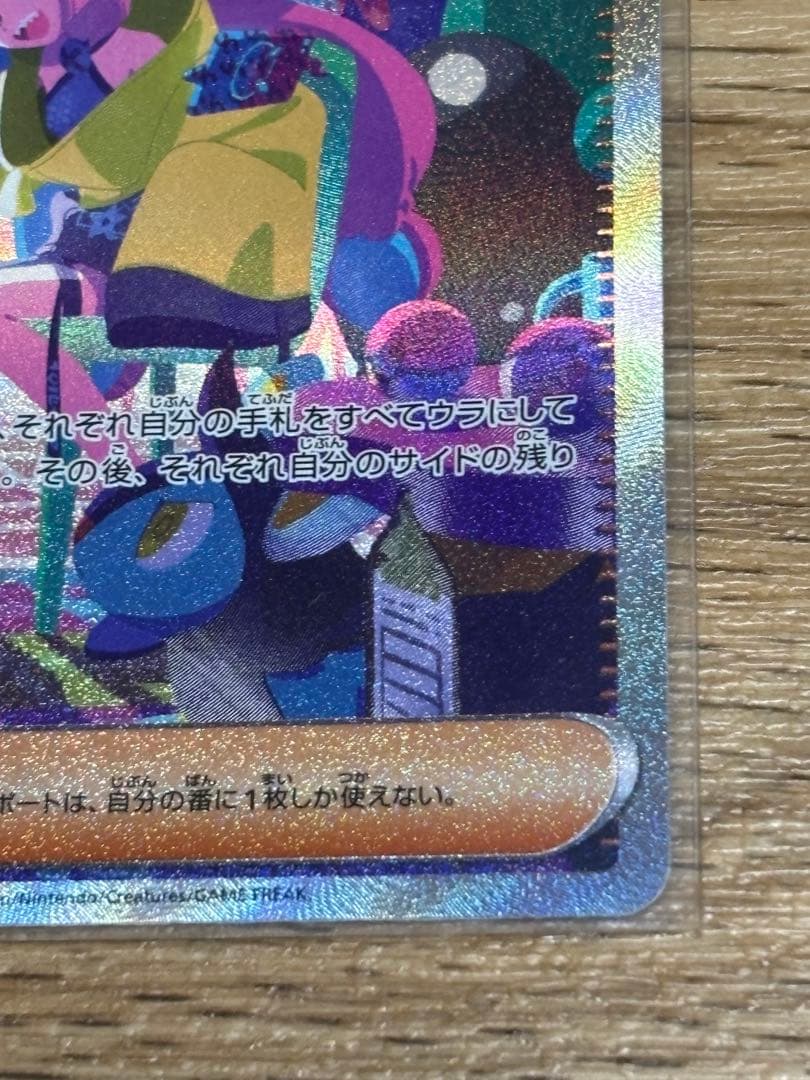 、それぞれ自分の手札をすべてウラにして
。その後、それぞれ自分のサイドの残り
ポートは、自分の番に1枚しか使えない。
/Nintendo/Creatures/GAME FREAK.